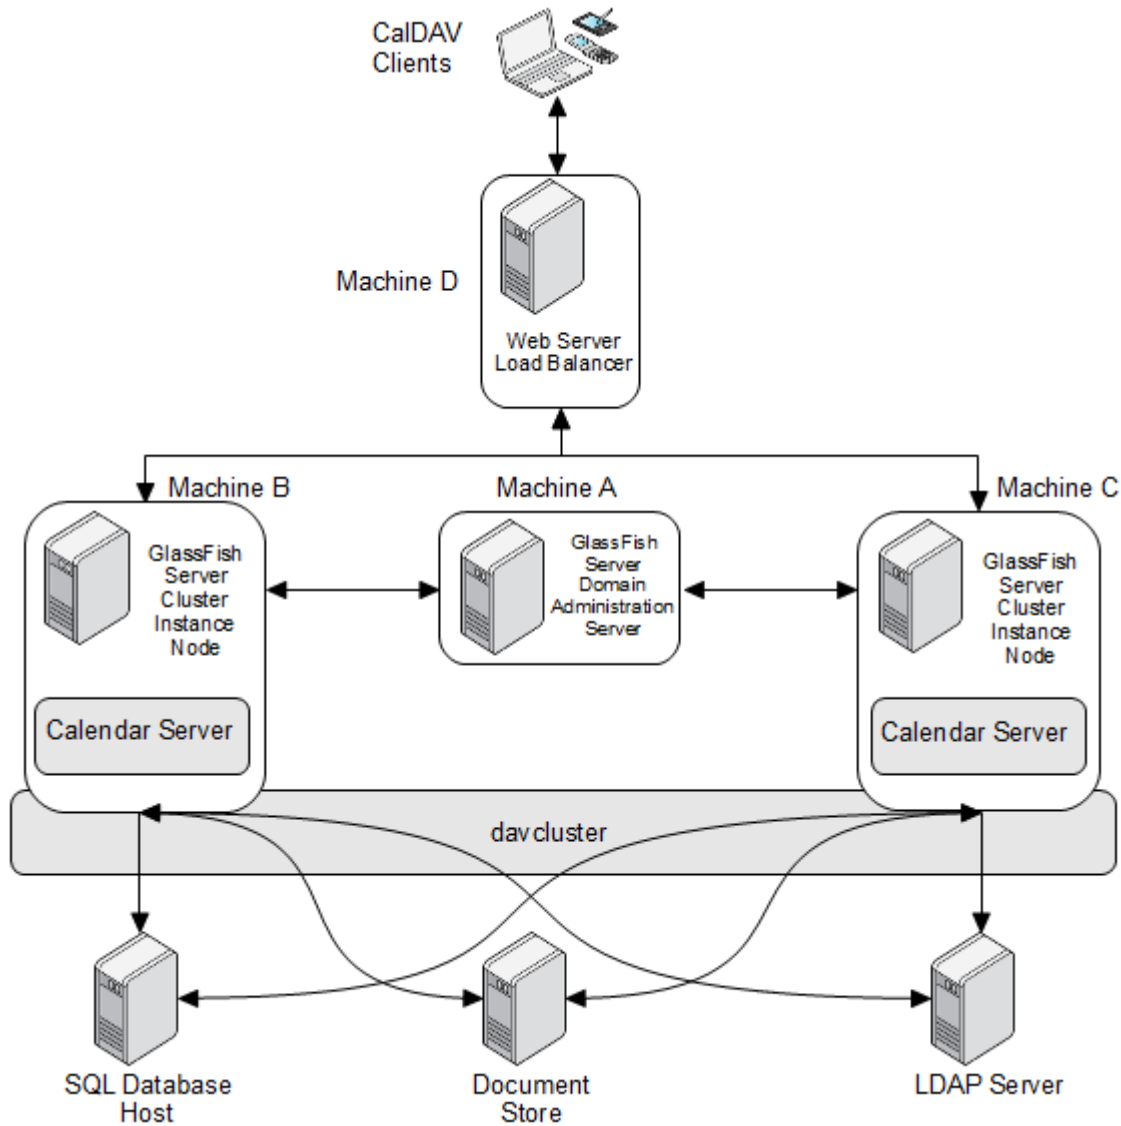 CalDAV
Clients
Machine D
Web Server
Load Balancer
Machine B
Machine A
Machine C
GlassFish
Server
Cluster
Instance
Node
GlassFish
Server
Domain
Administration
Server
GlassFish
Server
Cluster
Instance
Node
Calendar Server
Calendar Server
davcluster
SQL Database
Host
Document
Store
LDAP Server